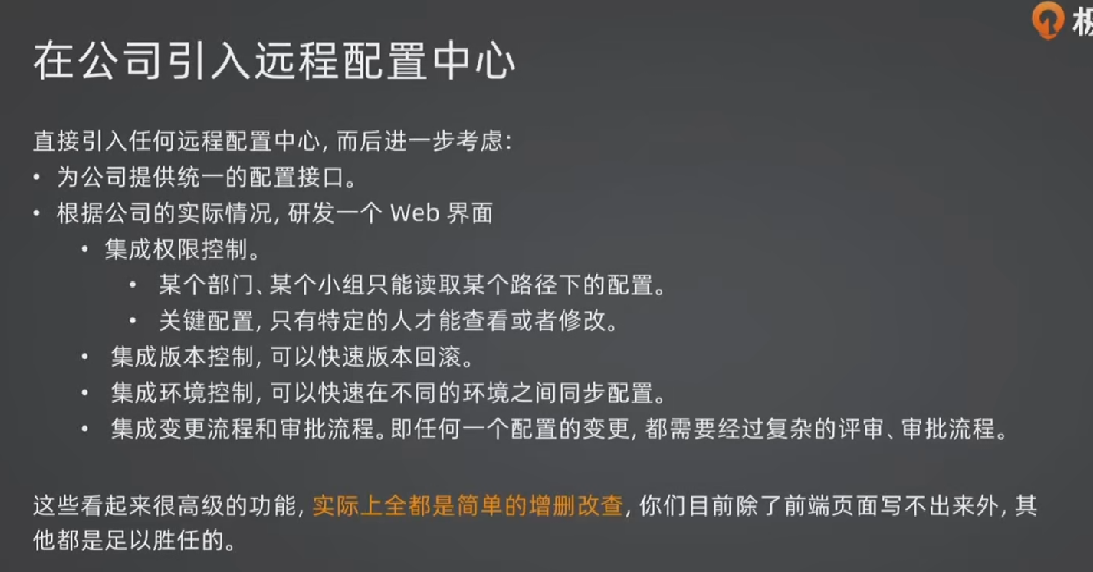 极
在公司引入远程配置中心
直接引入任何远程配置中心,而后进一步考虑:
• 为公司提供统一的配置接口。
• 根据公司的实际情况,研发一个 Web 界面
• 集成权限控制。
• 某个部门、某个小组只能读取某个路径下的配置。
• 关键配置,只有特定的人才能查看或者修改。
• 集成版本控制,可以快速版本回滚。
• 集成环境控制,可以快速在不同的环境之间同步配置。
• 集成变更流程和审批流程。即任何一个配置的变更,都需要经过复杂的评审、审批流程。
这些看起来很高级的功能,实际上全都是简单的增删改查,你们目前除了前端页面写不出来外,其
他都是足以胜任的。